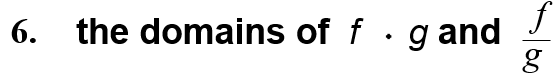 6. the domains of f · g and f/g